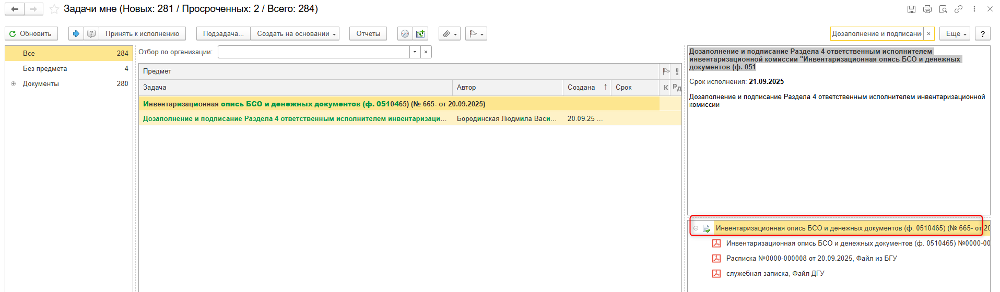 Задачи мне (Новых: 281 / Просроченных: 2 / Всего: 284)
Обновить
Принять к исполнению
Подзадача...
Создать на основании
Отчеты
Дозаполнение и подписани
×
Еще
?
Все 284
Без предмета 4
Документы 280
Отбор по организации:
Предмет
Задача Автор Создана ↑ Срок К Рд
Инвентаризационная опись БСО и денежных документов (ф. 0510465) (№ 665- от 20.09.2025)
Дозаполнение и подписание Раздела 4 ответственным исполнителем инвентаризаци... Бородинская Людмила Васи... 20.09.25 ...
Дозаполнение и подписание Раздела 4 ответственным исполнителем
инвентаризационной комиссии "Инвентаризационная опись БСО и денежных
документов (ф. 051
Срок исполнения: 21.09.2025
Дозаполнение и подписание Раздела 4 ответственным исполнителем инвентаризационной
комиссии
Инвентаризационная опись БСО и денежных документов (ф. 0510465) (№ 665- от 20
Инвентаризационная опись БСО и денежных документов (ф. 0510465) №0000-00
Расписка №0000-000008 от 20.09.2025, Файл из БГУ
служебная записка, Файл ДГУ